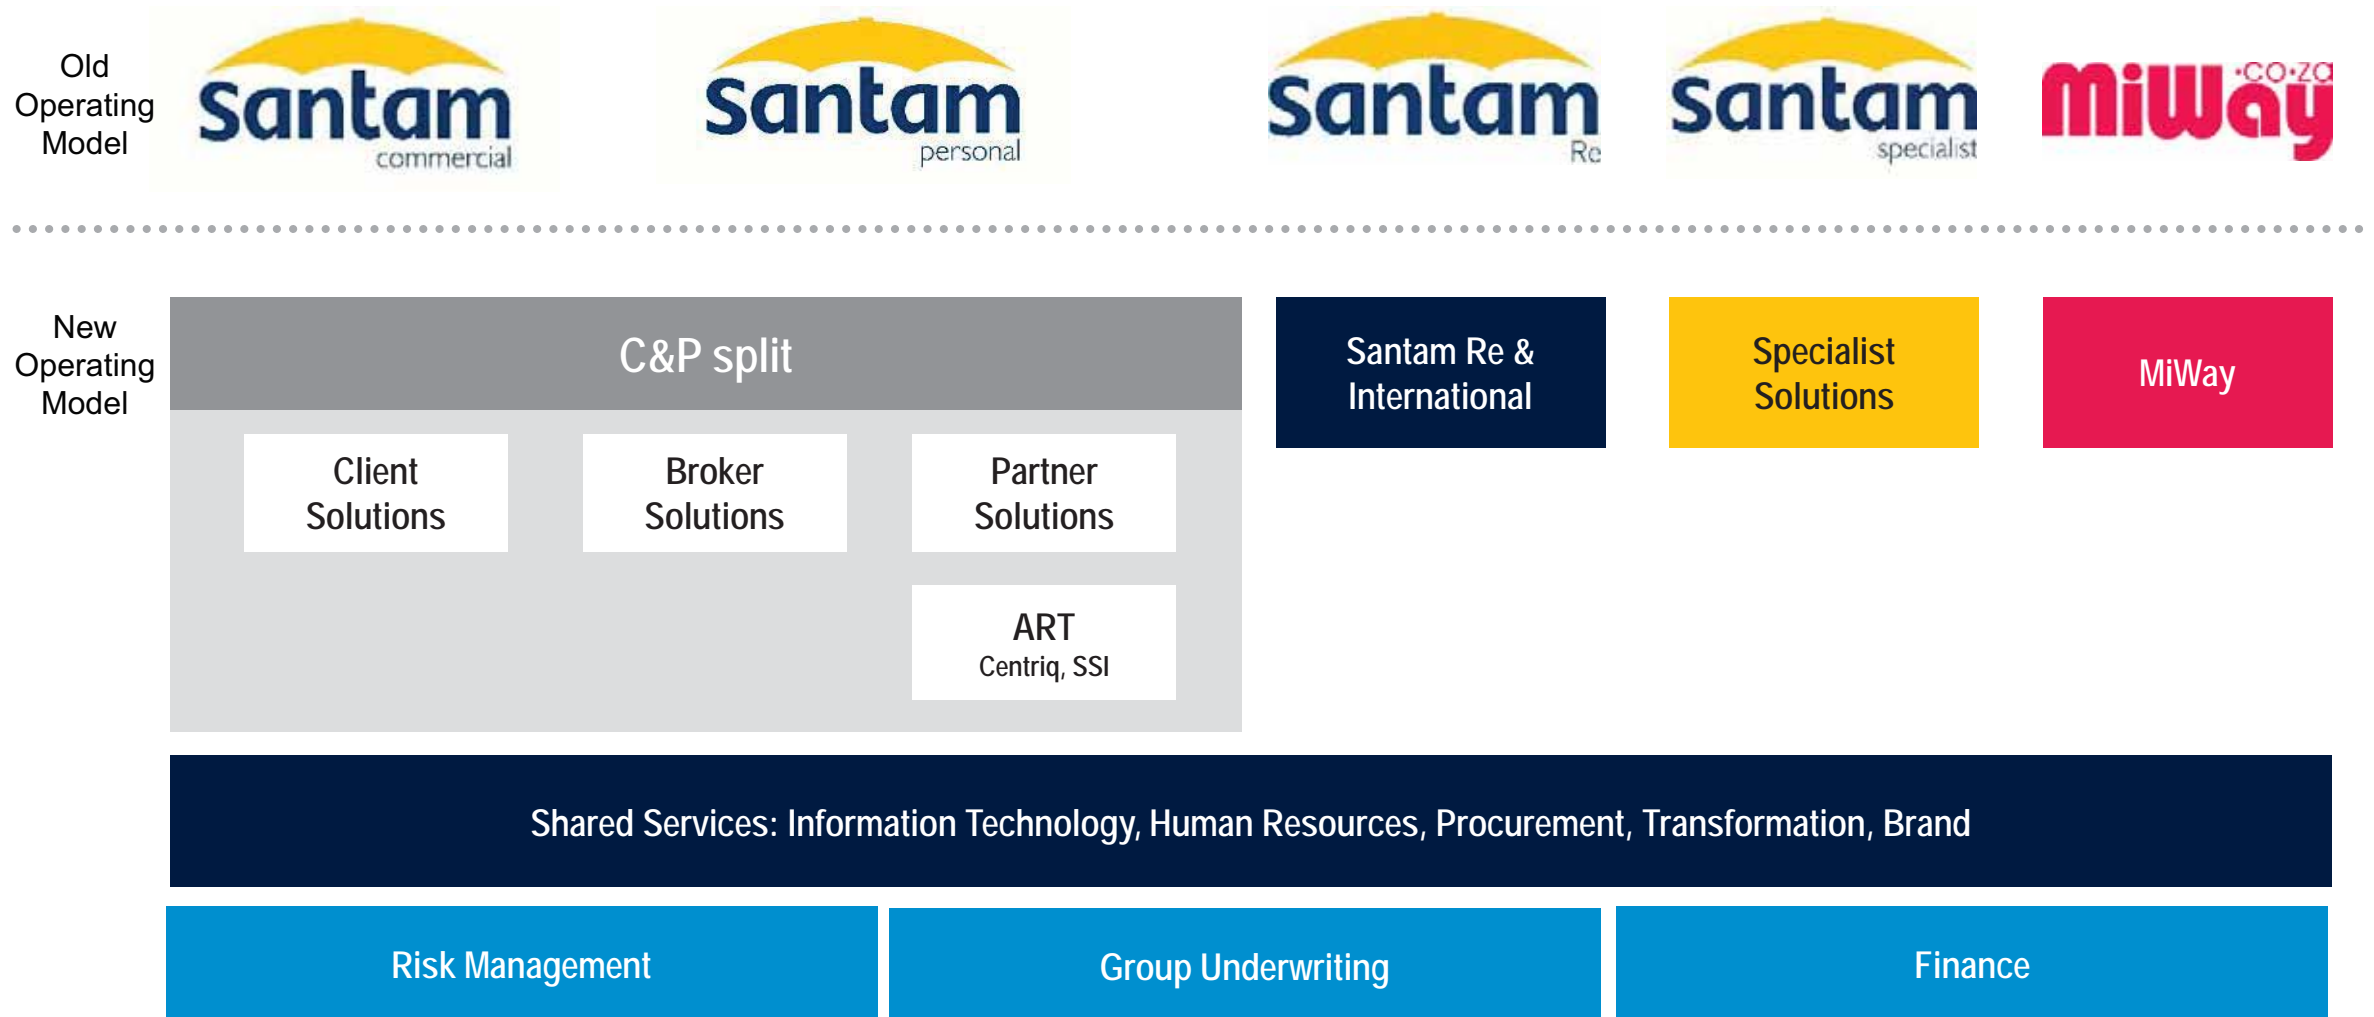 Old
Operating
Model
santam
commercial
santam
personal
santam
Re
santam
specialist
MiWay
.co.za
New
Operating
Model
C&P split
Client
Solutions
Broker
Solutions
Partner
Solutions
ART
Centriq, SSI
Santam Re &
International
Specialist
Solutions
MiWay
Shared Services: Information Technology, Human Resources, Procurement, Transformation, Brand
Risk Management
Group Underwriting
Finance